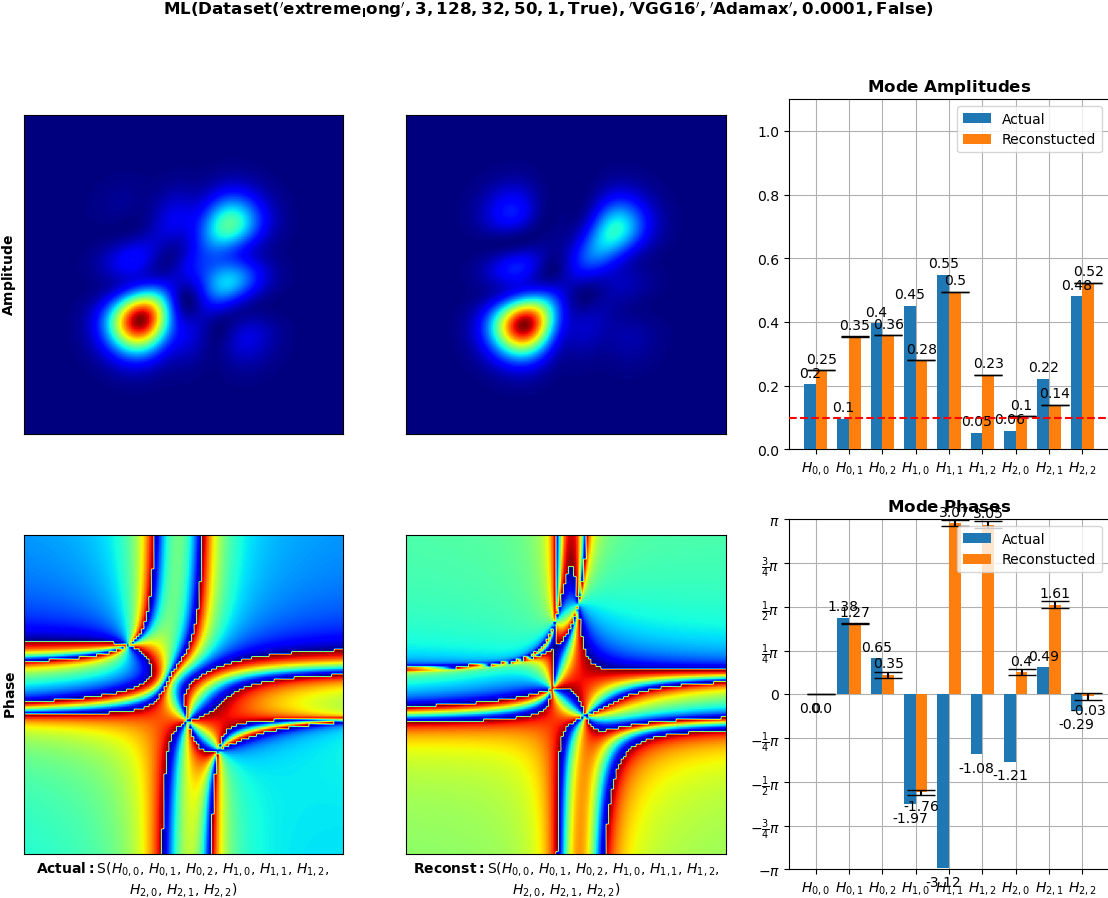 ML(Dataset('extreme_long', 3, 128, 32, 50, 1, True), 'VGG16', 'Adamax', 0.0001, False)
Amplitude
Mode Amplitudes
Actual
Reconstucted
1.0
0.8
0.6
0.4
0.2
0.0
0.2
0.25
0.1
0.35
0.4
0.36
0.45
0.28
0.55
0.5
0.05
0.23
0.06
0.1
0.22
0.14
0.48
0.52
H0,0 H0,1 H0,2 H1,0 H1,1 H1,2 H2,0 H2,1 H2,2
Phase
Mode Phases
Actual
Reconstucted
π
3/4π
1/2π
1/4π
0
−1/4π
−1/2π
−3/4π
−π
0.0
0.0
1.38
1.27
0.65
0.35
-1.97
-1.76
-3.12
3.07
-1.08
3.05
-1.21
0.4
0.49
1.61
-0.29
-0.03
H0,0 H0,1 H0,2 H1,0 H1,1 H1,2 H2,0 H2,1 H2,2
Actual: S(H0,0, H0,1, H0,2, H1,0, H1,1, H1,2,
H2,0, H2,1, H2,2)
Reconst: S(H0,0, H0,1, H0,2, H1,0, H1,1, H1,2,
H2,0, H2,1, H2,2)